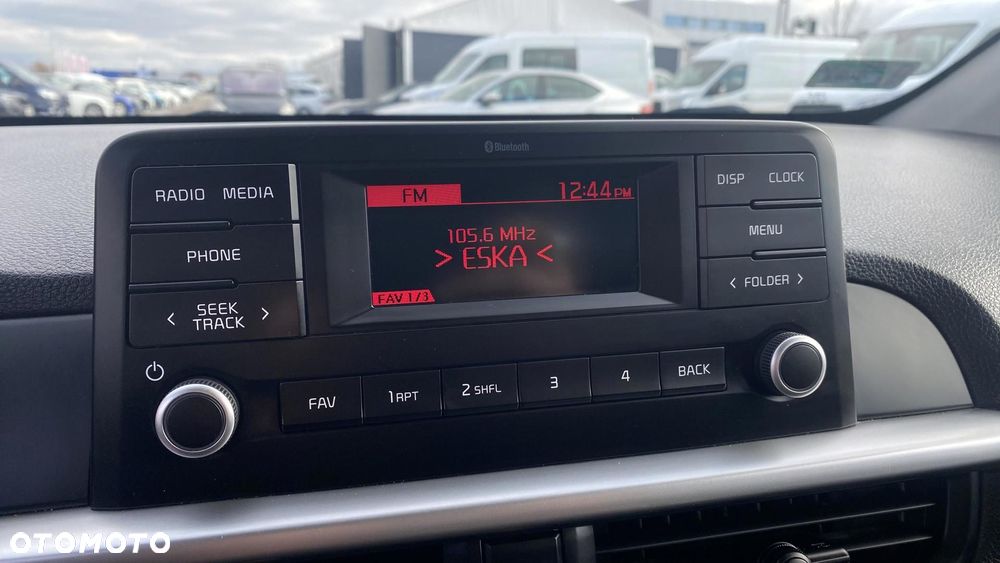 Bluetooth
RADIO MEDIA
PHONE
< SEEK TRACK >
FM 12:44 PM
105.6 MHz
> ESKA <
FAV 1/3
DISP CLOCK
MENU
< FOLDER >
FAV
1 RPT
2 SHFL
3
4
BACK
OTOMOTO